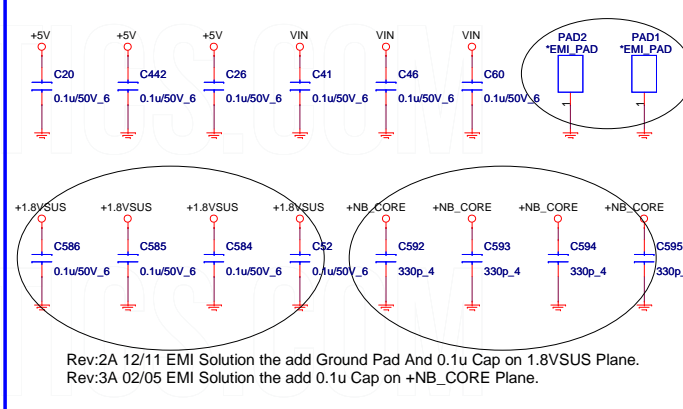 +5V +5V +5V VIN VIN VIN PAD2 PAD1
*EMI_PAD *EMI_PAD
C20 C442 C26 C41 C46 C60
0.1u/50V_6 0.1u/50V_6 0.1u/50V_6 0.1u/50V_6 0.1u/50V_6 0.1u/50V_6
1 1
+1.8VSUS +1.8VSUS +1.8VSUS +1.8VSUS +NB_CORE +NB_CORE +NB_CORE +NB_CORE
C586 C585 C584 C52 C592 C593 C594 C595
0.1u/50V_6 0.1u/50V_6 0.1u/50V_6 0.1u/50V_6 330p_4 330p_4 330p_4 330p_
Rev:2A 12/11 EMI Solution the add Ground Pad And 0.1u Cap on 1.8VSUS Plane.
Rev:3A 02/05 EMI Solution the add 0.1u Cap on +NB_CORE Plane.